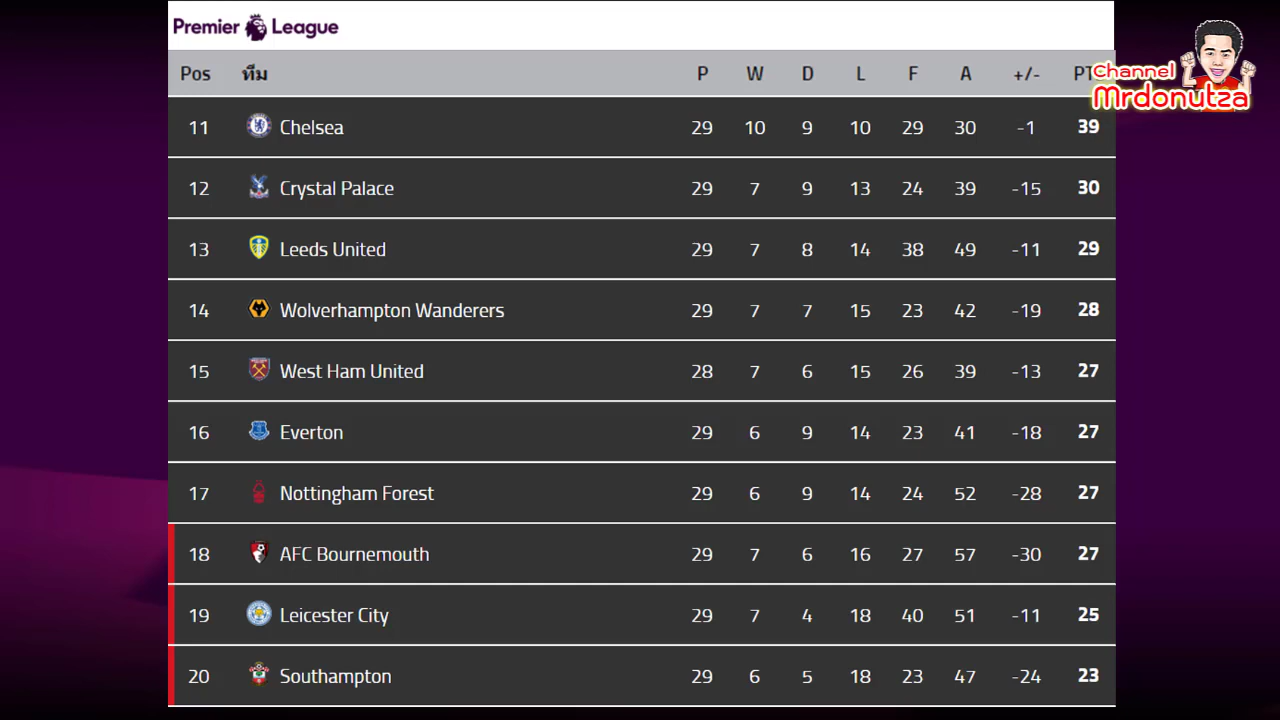 Premier League
Pos ทีม P W D L F A +/- PT
Channel
Mrdonutza
11 Chelsea 29 10 9 10 29 30 -1 39
12 Crystal Palace 29 7 9 13 24 39 -15 30
13 Leeds United 29 7 8 14 38 49 -11 29
14 Wolverhampton Wanderers 29 7 7 15 23 42 -19 28
15 West Ham United 28 7 6 15 26 39 -13 27
16 Everton 29 6 9 14 23 41 -18 27
17 Nottingham Forest 29 6 9 14 24 52 -28 27
18 AFC Bournemouth 29 7 6 16 27 57 -30 27
19 Leicester City 29 7 4 18 40 51 -11 25
20 Southampton 29 6 5 18 23 47 -24 23